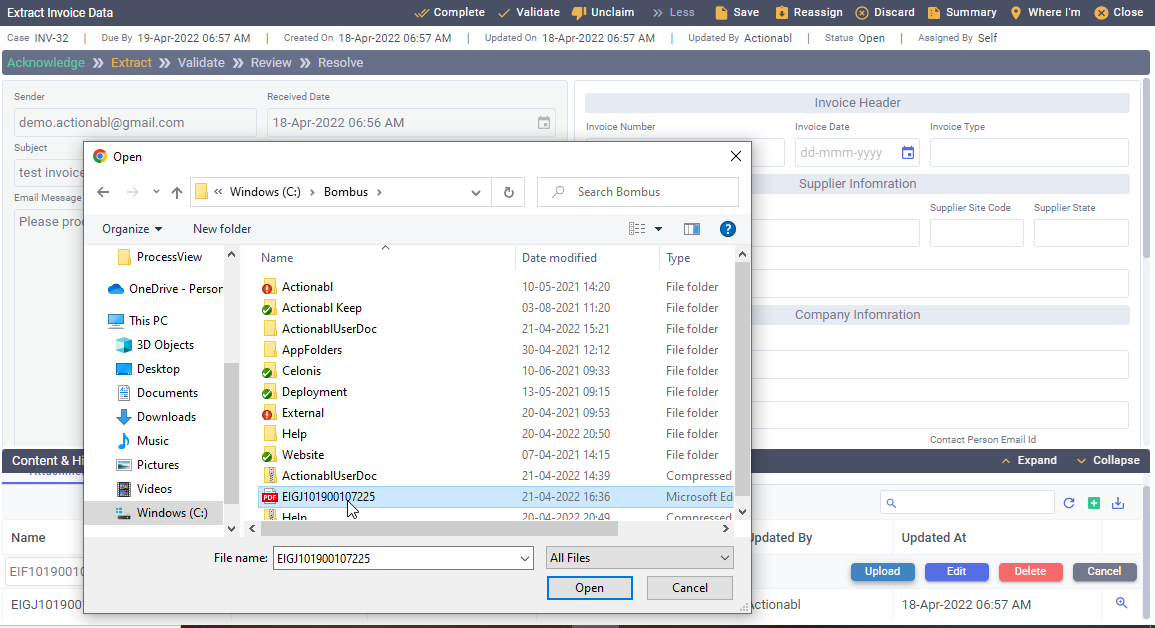 Extract Invoice Data Complete Validate Unclaim Less Save Reassign Discard Summary Where I'm Close
Case INV-32 | Due By 19-Apr-2022 06:57 AM | Created On 18-Apr-2022 06:57 AM | Updated On 18-Apr-2022 06:57 AM | Updated By Actionabl | Status Open | Assigned By Self
Acknowledge » Extract » Validate » Review » Resolve
Sender Received Date
demo.actionabl@gmail.com 18-Apr-2022 06:56 AM
Subject
test invoice
Email Message
Please proc
Invoice Header
Invoice Number Invoice Date Invoice Type
dd-mmm-yyyy
Supplier Infomration
Supplier Site Code Supplier State
Company Infomration
Contact Person Email Id
Open
« Windows (C:) › Bombus ›
Search Bombus
Organize New folder
ProcessView
OneDrive - Person
This PC
3D Objects
Desktop
Documents
Downloads
Music
Pictures
Videos
Windows (C:)
Name Date modified Type
Actionabl 10-05-2021 14:20 File folder
Actionabl Keep 03-08-2021 11:20 File folder
ActionablUserDoc 21-04-2022 15:21 File folder
AppFolders 30-04-2021 12:12 File folder
Celonis 10-06-2021 09:33 File folder
Deployment 13-05-2021 09:15 File folder
External 20-04-2021 09:53 File folder
Help 20-04-2022 20:50 File folder
Website 07-04-2021 14:15 File folder
ActionablUserDoc 21-04-2022 14:39 Compressed
PDF EIGJ101900107225 21-04-2022 16:36 Microsoft Ed
Help 20-04-2022 20:49 Compressed
File name: EIGJ101900107225 All Files
Open Cancel
Content & Hi Expand Collapse
Attachment
Name Updated By Updated At
EIF101910 Upload Edit Delete Cancel
EIGJ10190 Actionabl 18-Apr-2022 06:57 AM